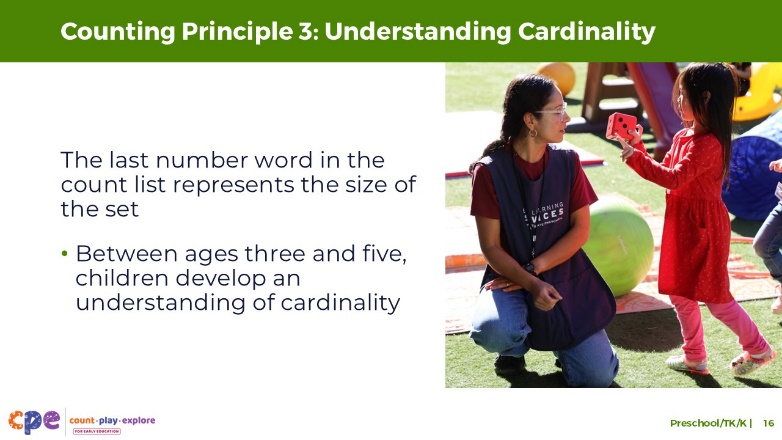 Counting Principle 3: Understanding Cardinality
The last number word in the
count list represents the size of
the set
• Between ages three and five,
children develop an
understanding of cardinality
cpe
count·play·explore
FOR EARLY EDUCATION
Preschool/TK/K | 16